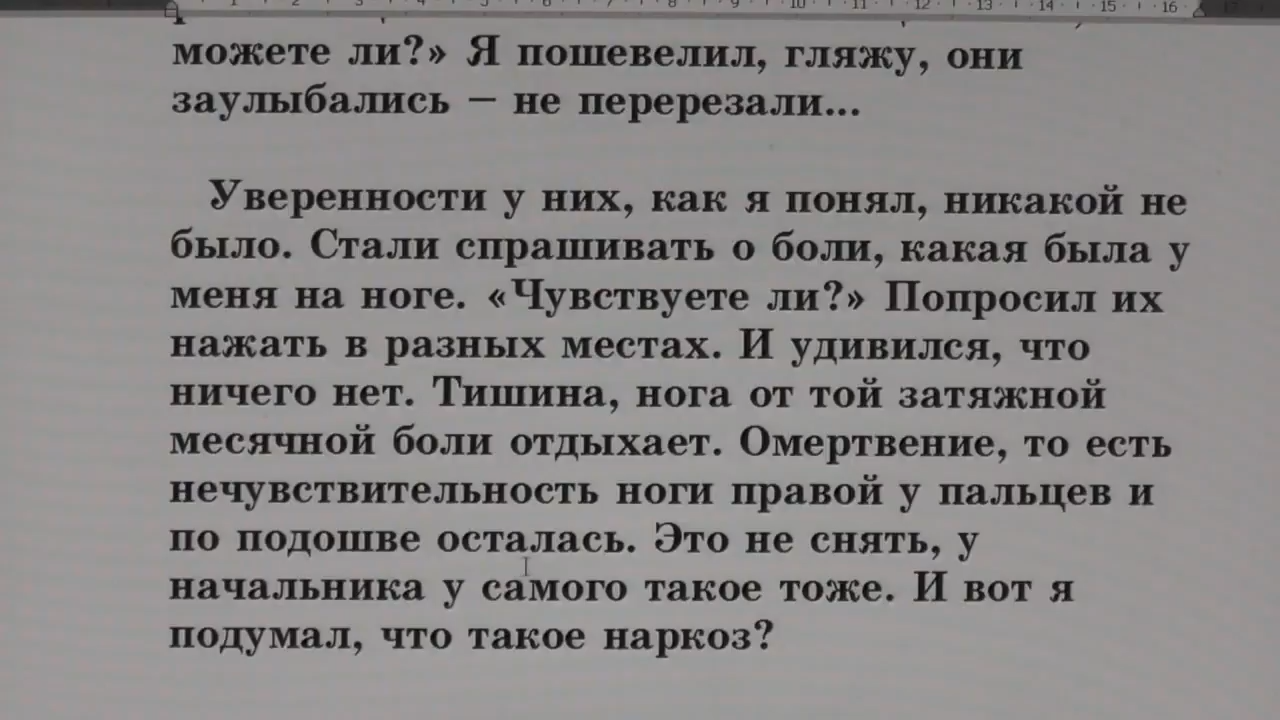 можете ли?» Я пошевелил, гляжу, они
заулыбались – не перерезали...
Уверенности у них, как я понял, никакой не
было. Стали спрашивать о боли, какая была у
меня на ноге. «Чувствуете ли?» Попросил их
нажать в разных местах. И удивился, что
ничего нет. Тишина, нога от той затяжной
месячной боли отдыхает. Омертвение, то есть
нечувствительность ноги правой у пальцев и
по подошве осталась. Это не снять, у
начальника у самого такое тоже. И вот я
подумал, что такое наркоз?